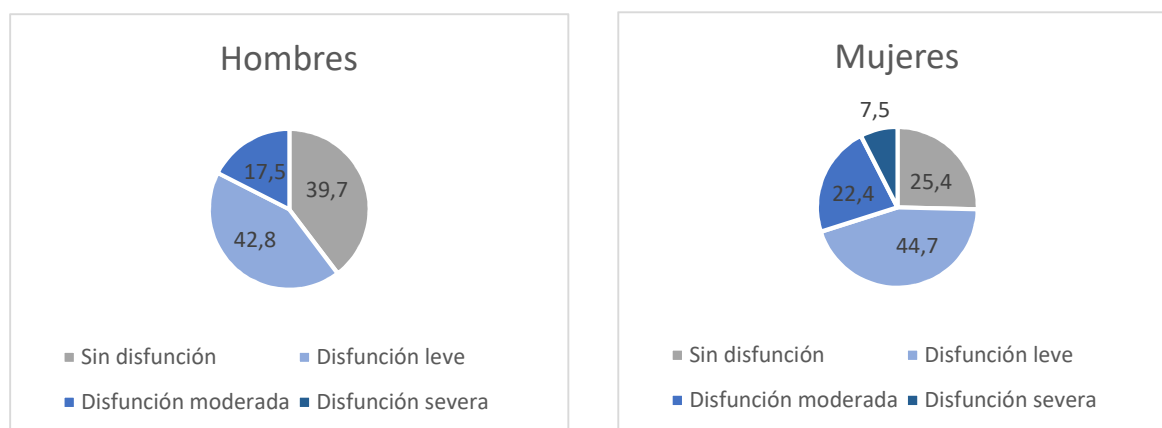 Hombres
17,5
39,7
42,8
Sin disfunción
Disfunción leve
Disfunción moderada
Disfunción severa
Mujeres
7,5
25,4
22,4
44,7
Sin disfunción
Disfunción leve
Disfunción moderada
Disfunción severa